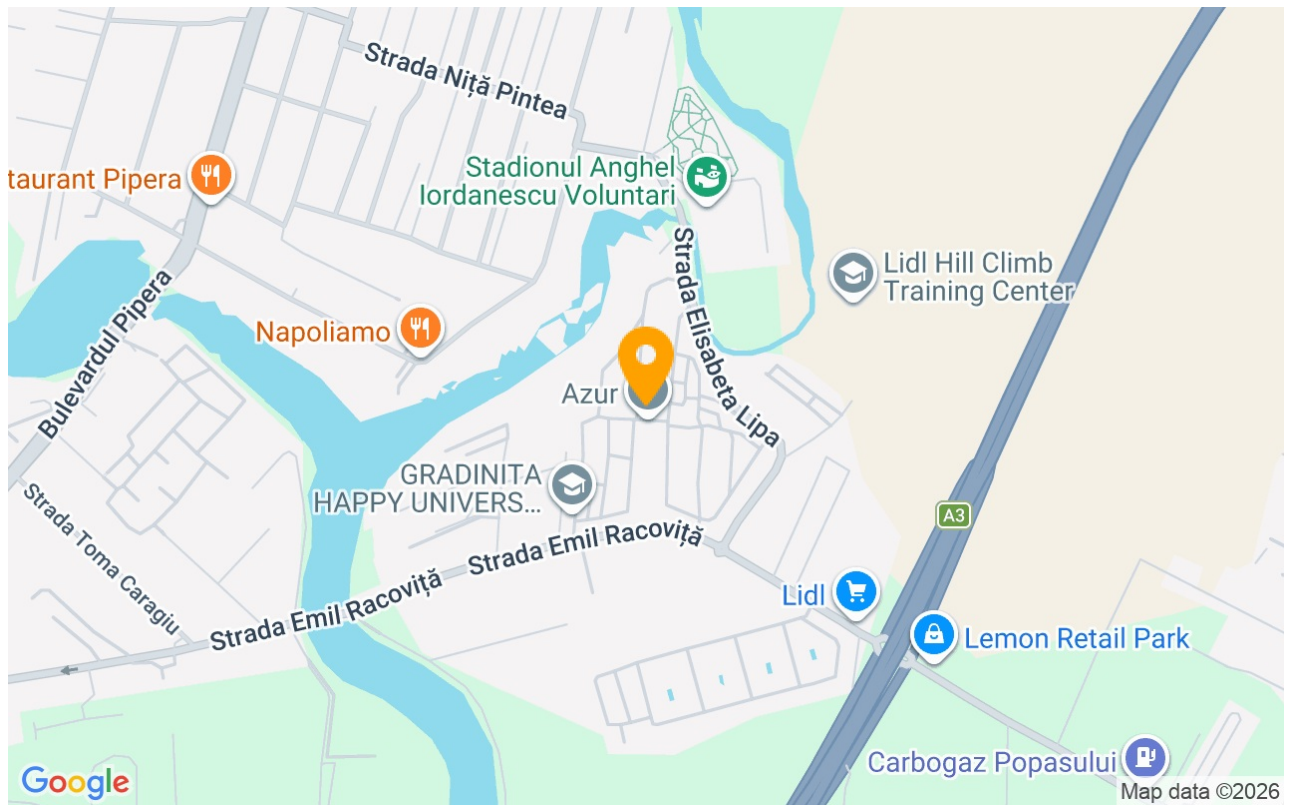 Strada Niță Pintea
taurant Pipera
Stadionul Anghel
Iordanescu Voluntari
Strada Elisabeta Lipa
Lidl Hill Climb
Training Center
Bulevardul Pipera
Napoliamo
Azur
GRADINITA
HAPPY UNIVERS...
Strada Emil Racoviță
A3
Strada Toma Caragiu
Strada Emil Racoviță
Lidl
Lemon Retail Park
Carbogaz Popasului
Google
Map data ©2026